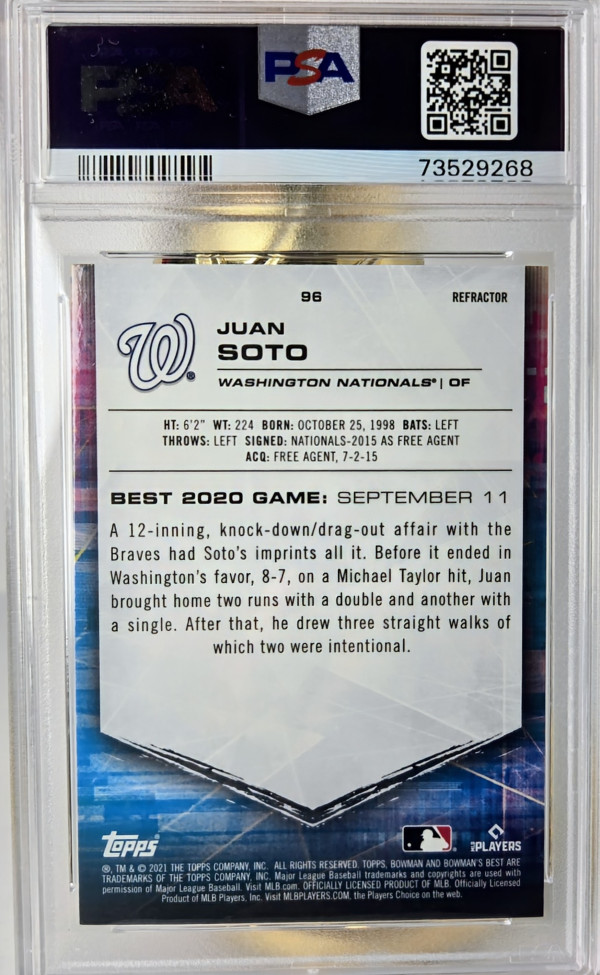 PSA
PSA
73529268
96
REFRACTOR
W
JUAN
SOTO
WASHINGTON NATIONALS® | OF
HT: 6'2" WT: 224 BORN: OCTOBER 25, 1998 BATS: LEFT
THROWS: LEFT SIGNED: NATIONALS-2015 AS FREE AGENT
ACQ: FREE AGENT, 7-2-15
BEST 2020 GAME: SEPTEMBER 11
A 12-inning, knock-down/drag-out affair with the
Braves had Soto's imprints all it. Before it ended in
Washington's favor, 8-7, on a Michael Taylor hit, Juan
brought home two runs with a double and another with
a single. After that, he drew three straight walks of
which two were intentional.
topps
MLB PLAYERS
®, TM & © 2021 THE TOPPS COMPANY, INC. ALL RIGHTS RESERVED. TOPPS, BOWMAN AND BOWMAN'S BEST ARE
TRADEMARKS OF THE TOPPS COMPANY, INC. Major League Baseball trademarks and copyrights are used with
permission of Major League Baseball. Visit MLB.com. OFFICIALLY LICENSED PRODUCT OF MLB. Officially Licensed
Product of MLB Players, Inc. Visit MLBPLAYERS.COM, the Players Choice on the web.